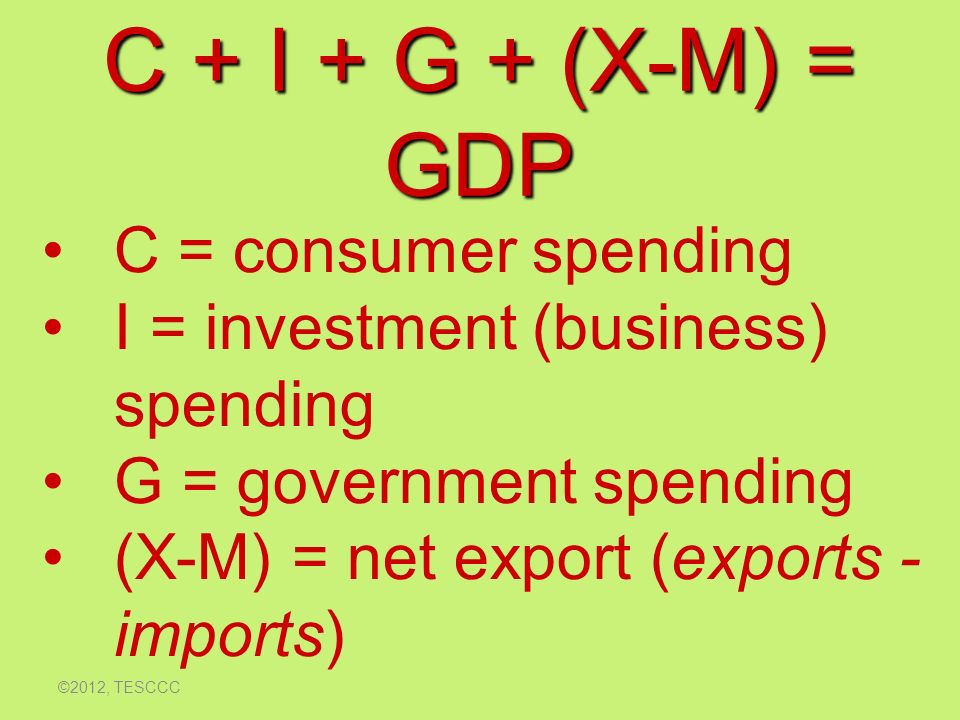 C + I + G + (X-M) =
GDP
• C = consumer spending
• I = investment (business)
spending
• G = government spending
• (X-M) = net export (exports -
imports)
©2012, TESCCC